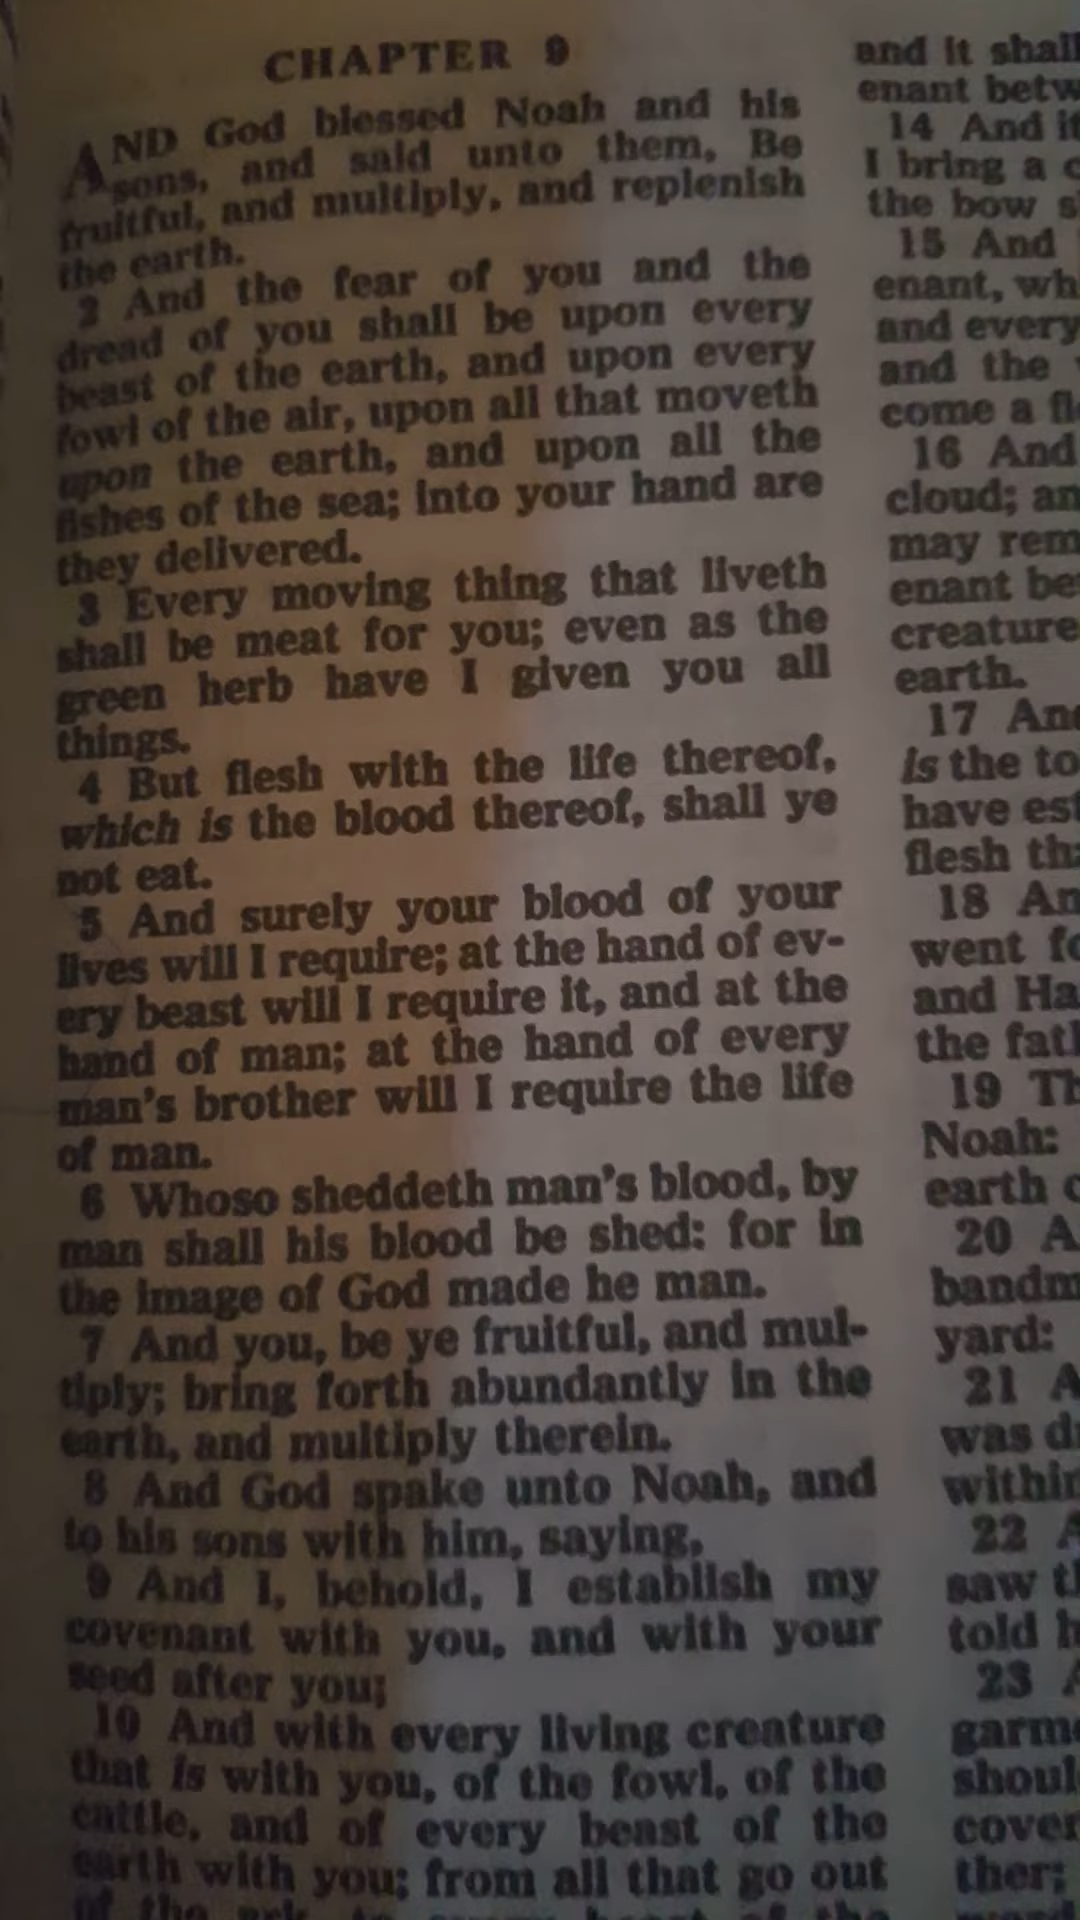 CHAPTER 9
AND God blessed Noah and his
sons, and said unto them, Be
fruitful, and multiply, and replenish
the earth.
2 And the fear of you and the
dread of you shall be upon every
beast of the earth, and upon every
fowl of the air, upon all that moveth
upon the earth, and upon all the
fishes of the sea; into your hand are
they delivered.
3 Every moving thing that liveth
shall be meat for you; even as the
green herb have I given you all
things.
4 But flesh with the life thereof,
which is the blood thereof, shall ye
not eat.
5 And surely your blood of your
lives will I require; at the hand of ev-
ery beast will I require it, and at the
hand of man; at the hand of every
man's brother will I require the life
of man.
6 Whoso sheddeth man's blood, by
man shall his blood be shed: for in
the image of God made he man.
7 And you, be ye fruitful, and mul-
tiply; bring forth abundantly in the
earth, and multiply therein.
8 And God spake unto Noah, and
to his sons with him, saying,
9 And I, behold, I establish my
covenant with you, and with your
seed after you;
10 And with every living creature
that is with you, of the fowl, of the
cattle, and of every beast of the
earth with you; from all that go out
of the ark, to every beast of the
and it shall
enant betw
14 And it
I bring a c
the bow s
15 And
enant, wh
and every
and the
come a fl
16 And
cloud; an
may rem
enant be
creature
earth.
17 And
is the to
have est
flesh tha
18 An
went fo
and Ha
the fath
19 Th
Noah:
earth
20 A
bandm
yard:
21 A
was d
within
22 A
saw th
told h
23 A
garm
shoul
cover
ther;